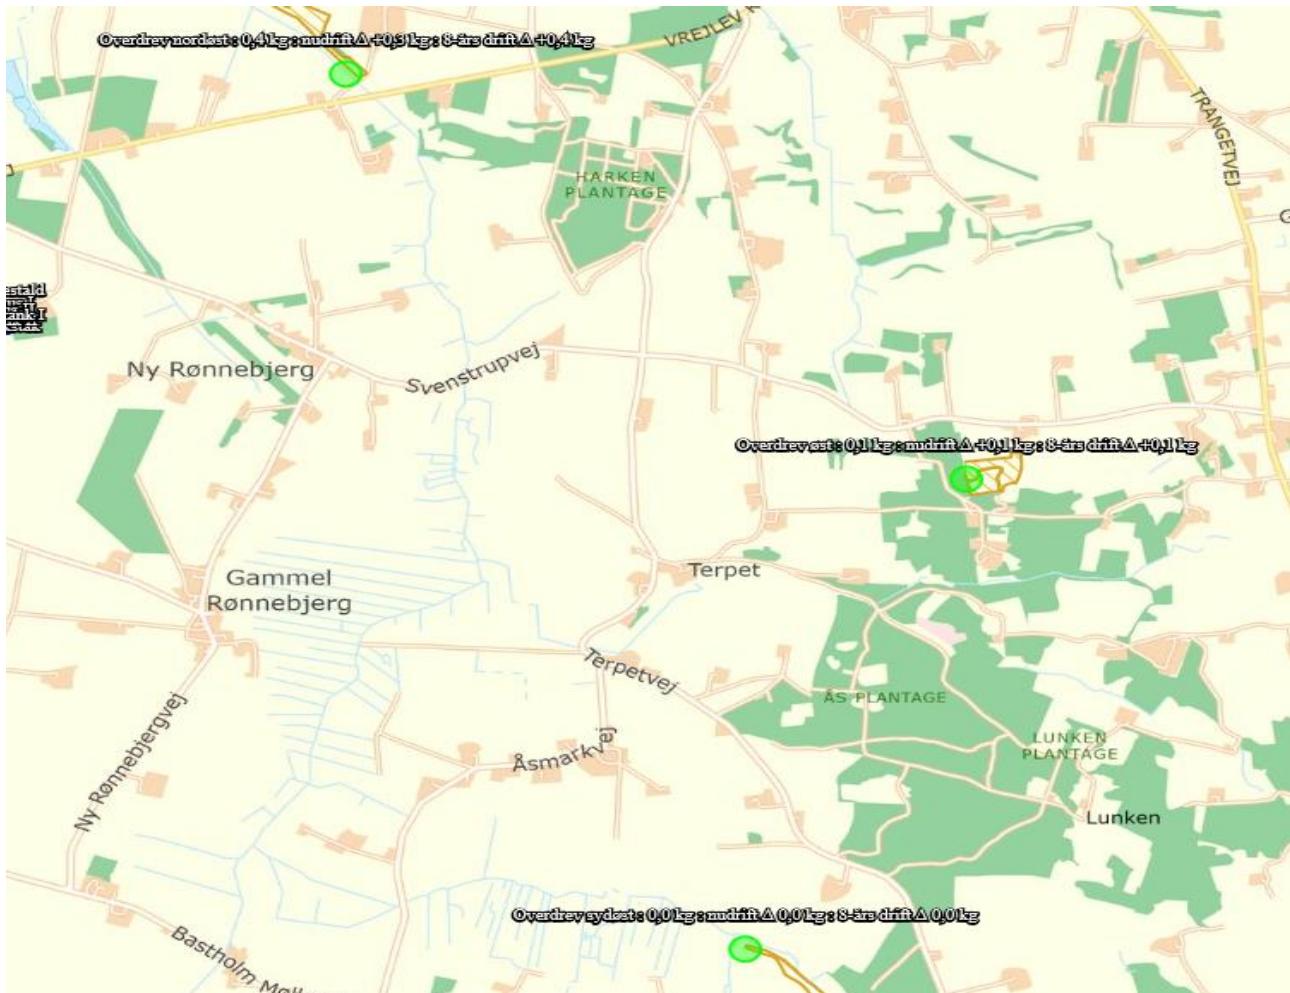 Overdrev nordøst : 0,4 kg : nudrift Δ +0,3 kg : 8-års drift Δ +0,4 kg
VREJLEV K
TRANGETVEJ
HARKEN
PLANTAGE
G
estald
ank I
Ny Rønnebjerg
Svenstrupvej
Overdrev øst : 0,1 kg : nudrift Δ +0,1 kg : 8-års drift Δ +0,1 kg
Gammel
Rønnebjerg
Terpet
Terpetvej
ÅS PLANTAGE
LUNKEN
PLANTAGE
Ny Rønnebjergvej
Åsmarkvej
Lunken
Overdrev sydøst : 0,0 kg : nudrift Δ 0,0 kg : 8-års drift Δ 0,0 kg
Bastholm Møll